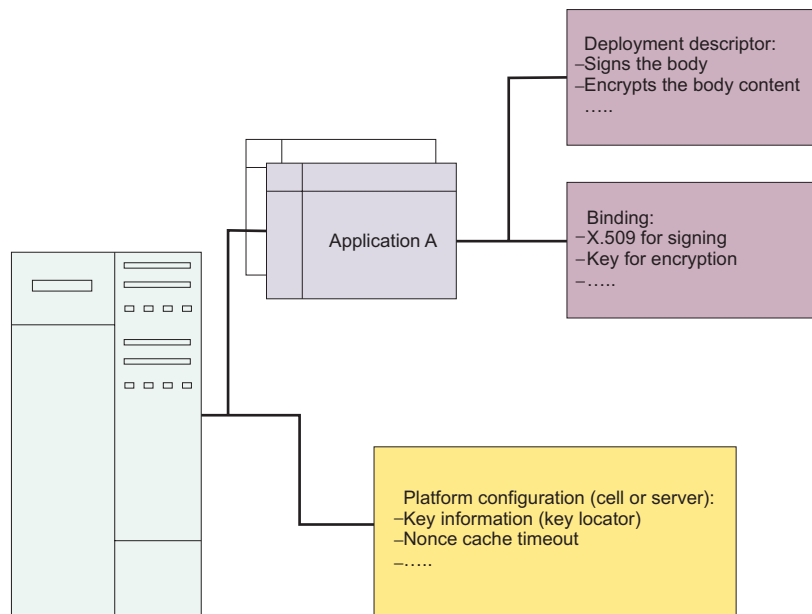 Deployment descriptor:
–Signs the body
–Encrypts the body content
…..
Binding:
–X.509 for signing
–Key for encryption
–…..
Application A
Platform configuration (cell or server):
–Key information (key locator)
–Nonce cache timeout
–…..